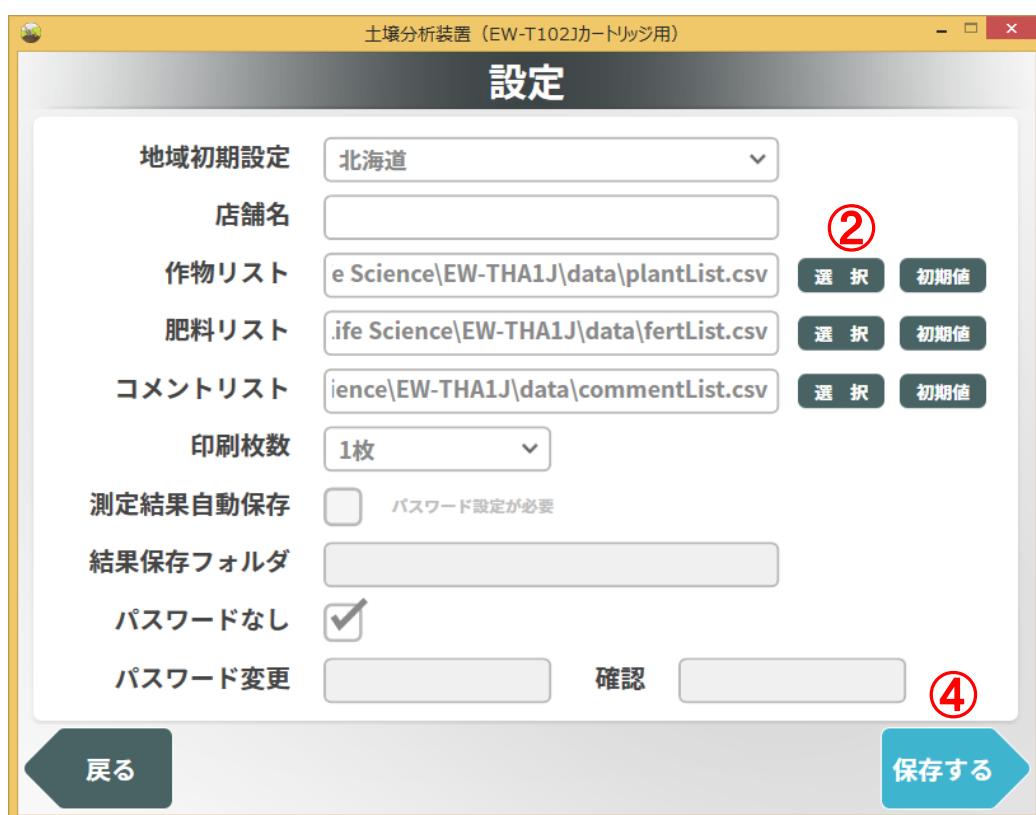 土壌分析装置（EW-T102Jカートリッジ用）
設定
地域初期設定 北海道
店舗名
②
作物リスト e Science\EW-THA1J\data\plantList.csv 選 択 初期値
肥料リスト .ife Science\EW-THA1J\data\fertList.csv 選 択 初期値
コメントリスト ience\EW-THA1J\data\commentList.csv 選 択 初期値
印刷枚数 1枚
測定結果自動保存 パスワード設定が必要
結果保存フォルダ
パスワードなし
パスワード変更 確認
④
戻る 保存する